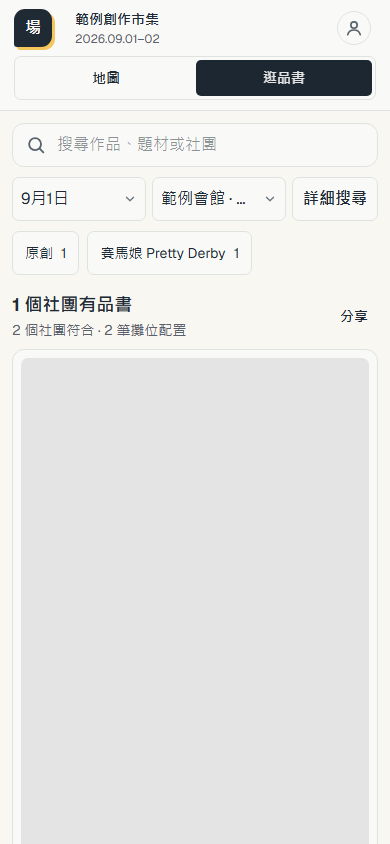 場
範例創作市集
2026.09.01–02
地圖
逛品書
搜尋作品、題材或社團
9月1日
範例會館 · ...
詳細搜尋
原創 1
賽馬娘 Pretty Derby 1
1 個社團有品書
2 個社團符合 · 2 筆攤位配置
分享